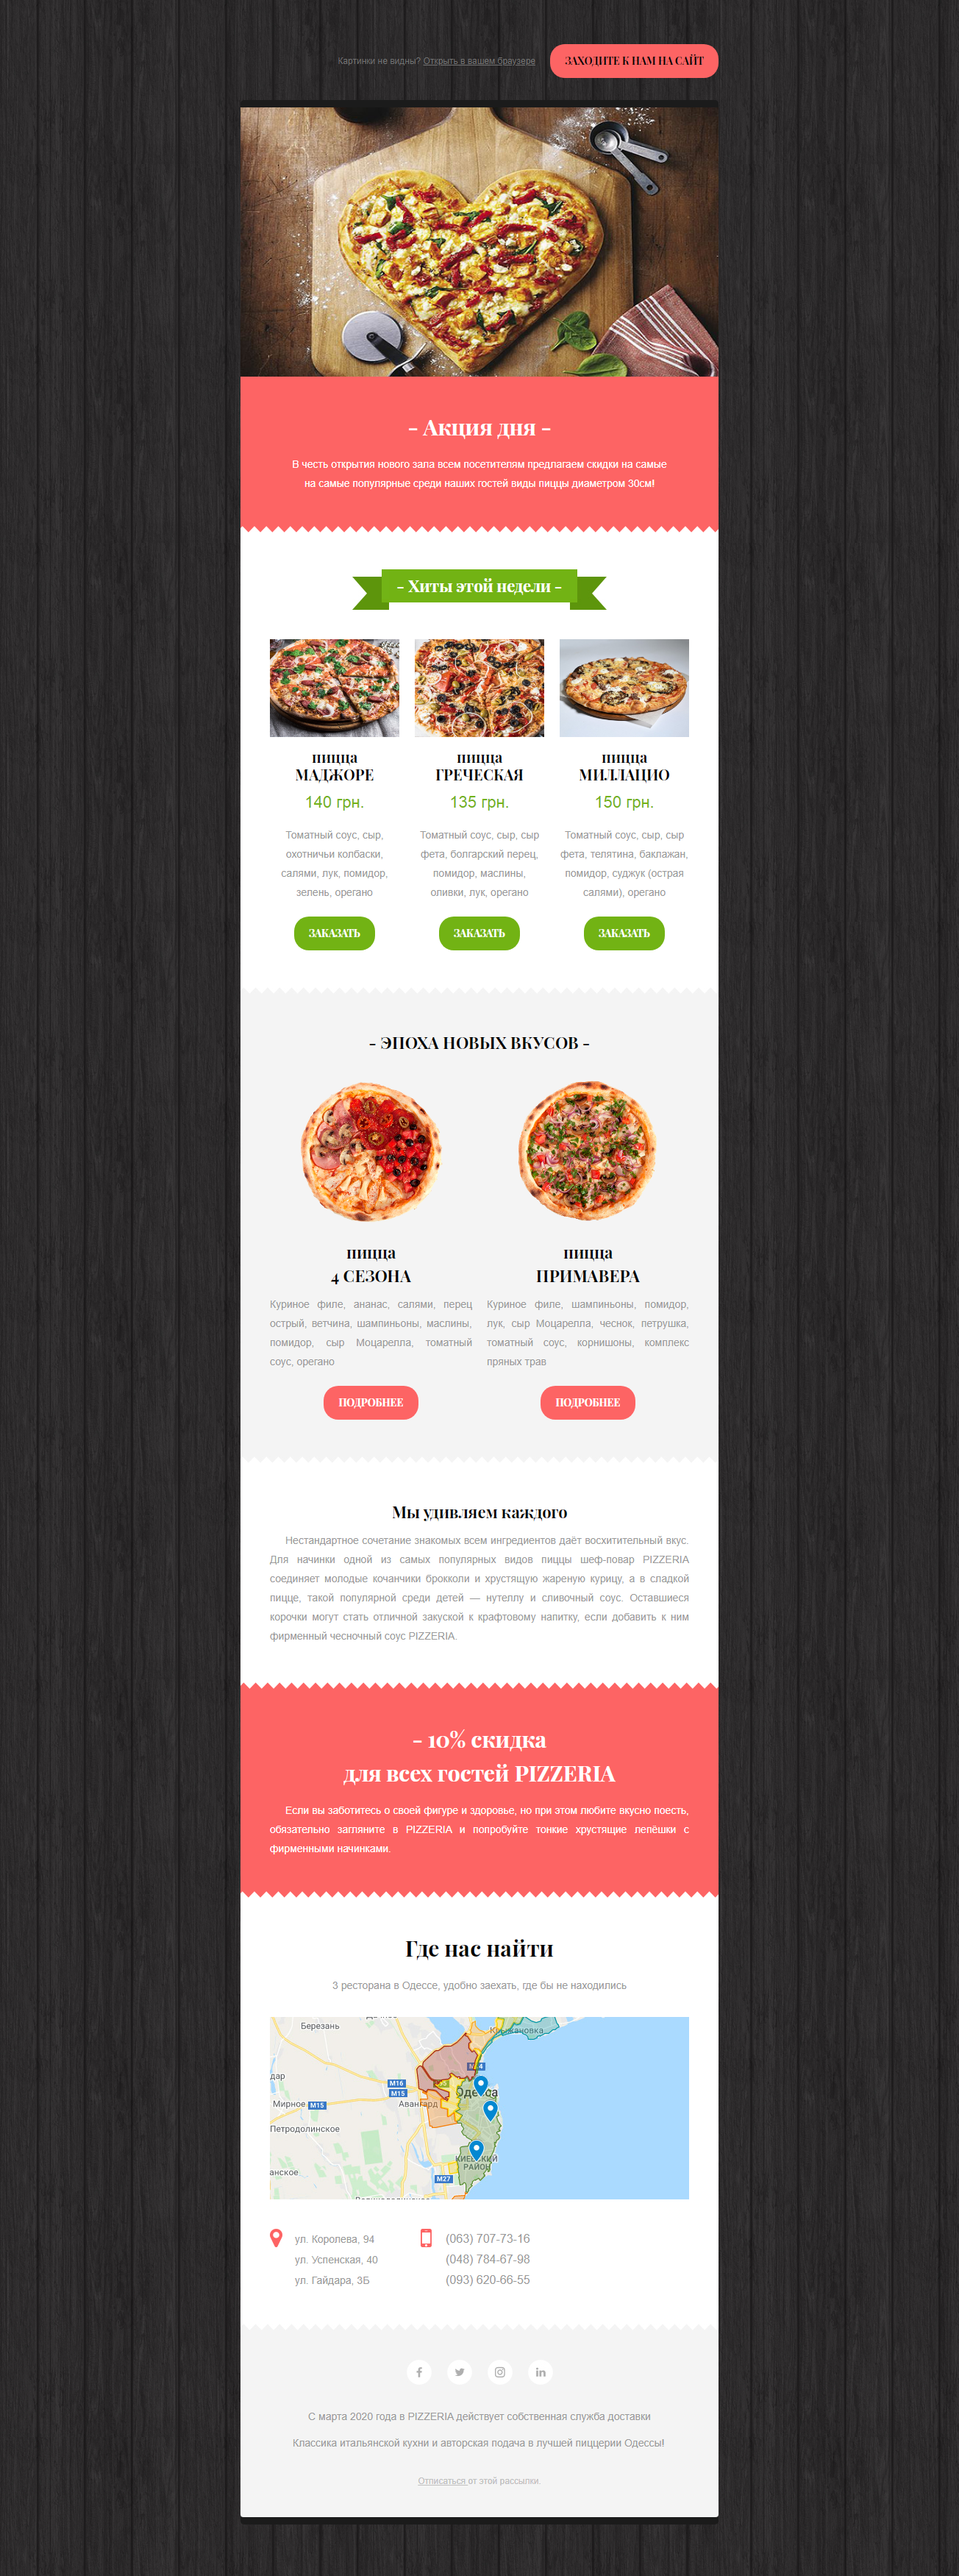 Картинки не видны? Открыть в вашем браузере
ЗАХОДИТЕ К НАМ НА САЙТ
- Акция дня -
В честь открытия нового зала всем посетителям предлагаем скидки на самые
на самые популярные среди наших гостей виды пиццы диаметром 30см!
- Хиты этой недели -
пицца
МАДЖОРЕ
140 грн.
Томатный соус, сыр,
охотничьи колбаски,
салями, лук, помидор,
зелень, орегано
ЗАКАЗАТЬ
пицца
ГРЕЧЕСКАЯ
135 грн.
Томатный соус, сыр, сыр
фета, болгарский перец,
помидор, маслины,
оливки, лук, орегано
ЗАКАЗАТЬ
пицца
МИЛЛАЦИО
150 грн.
Томатный соус, сыр, сыр
фета, телятина, баклажан,
помидор, суджук (острая
салями), орегано
ЗАКАЗАТЬ
- ЭПОХА НОВЫХ ВКУСОВ -
пицца
4 СЕЗОНА
Куриное филе, ананас, салями, перец
острый, ветчина, шампиньоны, маслины,
помидор, сыр Моцарелла, томатный
соус, орегано
ПОДРОБНЕЕ
пицца
ПРИМАВЕРА
Куриное филе, шампиньоны, помидор,
лук, сыр Моцарелла, чеснок, петрушка,
томатный соус, корнишоны, комплекс
пряных трав
ПОДРОБНЕЕ
Мы удивляем каждого
Нестандартное сочетание знакомых всем ингредиентов даёт восхитительный вкус.
Для начинки одной из самых популярных видов пиццы шеф-повар PIZZERIA
соединяет молодые кочанчики брокколи и хрустящую жареную курицу, а в сладкой
пицце, такой популярной среди детей — нутеллу и сливочный соус. Оставшиеся
корочки могут стать отличной закуской к крафтовому напитку, если добавить к ним
фирменный чесночный соус PIZZERIA.
- 10% скидка
для всех гостей PIZZERIA
Если вы заботитесь о своей фигуре и здоровье, но при этом любите вкусно поесть,
обязательно загляните в PIZZERIA и попробуйте тонкие хрустящие лепёшки с
фирменными начинками.
Где нас найти
3 ресторана в Одессе, удобно заехать, где бы не находились
Березань
Крыжановка
дар
М16
М15
Одесса
Мирное М15
Авангард
Петродолинское
КИЕВСКИЙ
РАЙОН
анское
М27
ул. Королева, 94
ул. Успенская, 40
ул. Гайдара, 3Б
(063) 707-73-16
(048) 784-67-98
(093) 620-66-55
С марта 2020 года в PIZZERIA действует собственная служба доставки
Классика итальянской кухни и авторская подача в лучшей пиццерии Одессы!
Отписаться от этой рассылки.